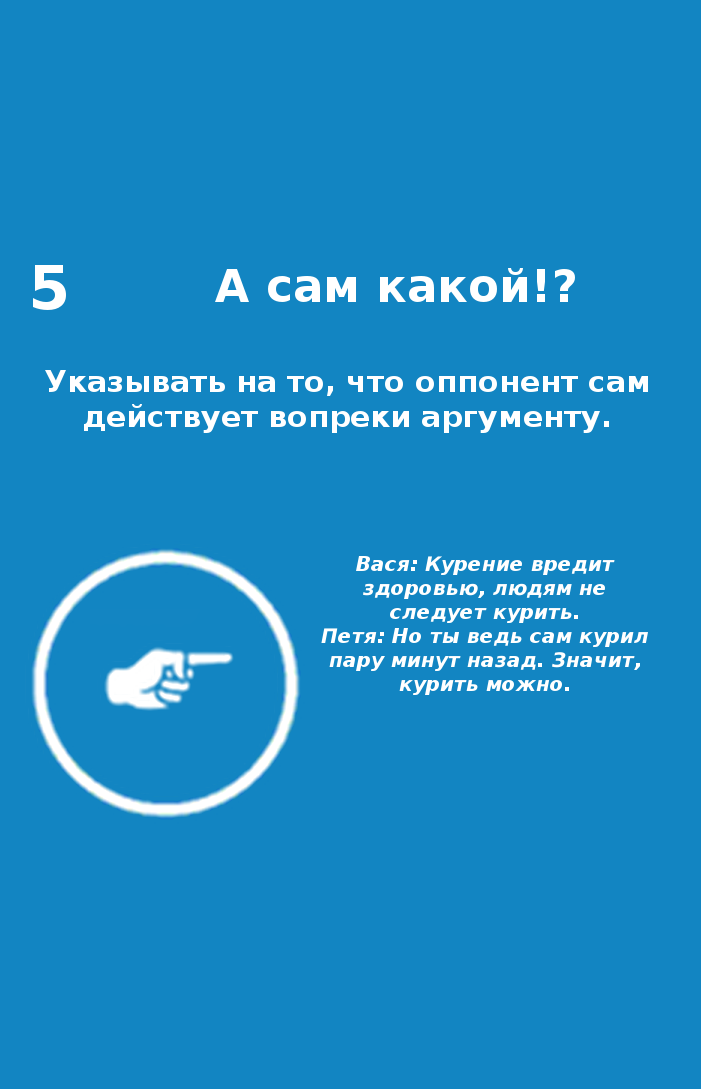 5 А сам какой!?
Указывать на то, что оппонент сам
действует вопреки аргументу.
Вася: Курение вредит
здоровью, людям не
следует курить.
Петя: Но ты ведь сам курил
пару минут назад. Значит,
курить можно.